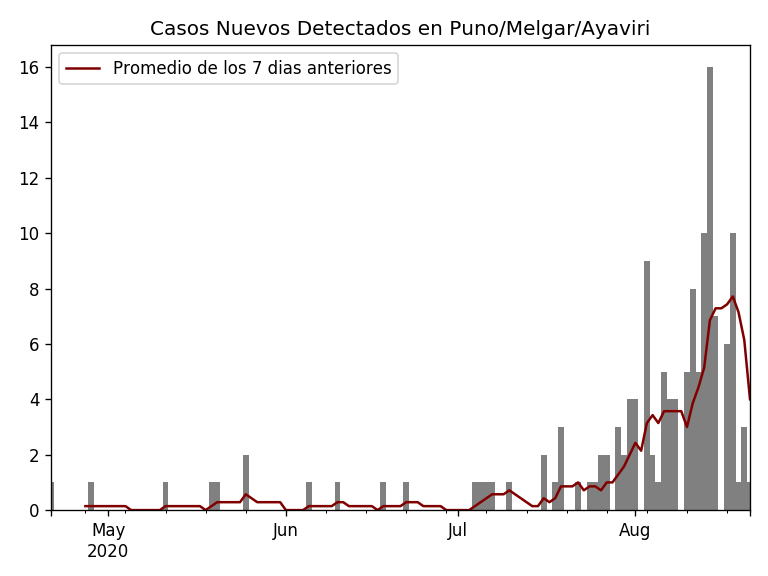 Casos Nuevos Detectados en Puno/Melgar/Ayaviri
Promedio de los 7 dias anteriores
16
14
12
10
8
6
4
2
0
May
2020
Jun
Jul
Aug